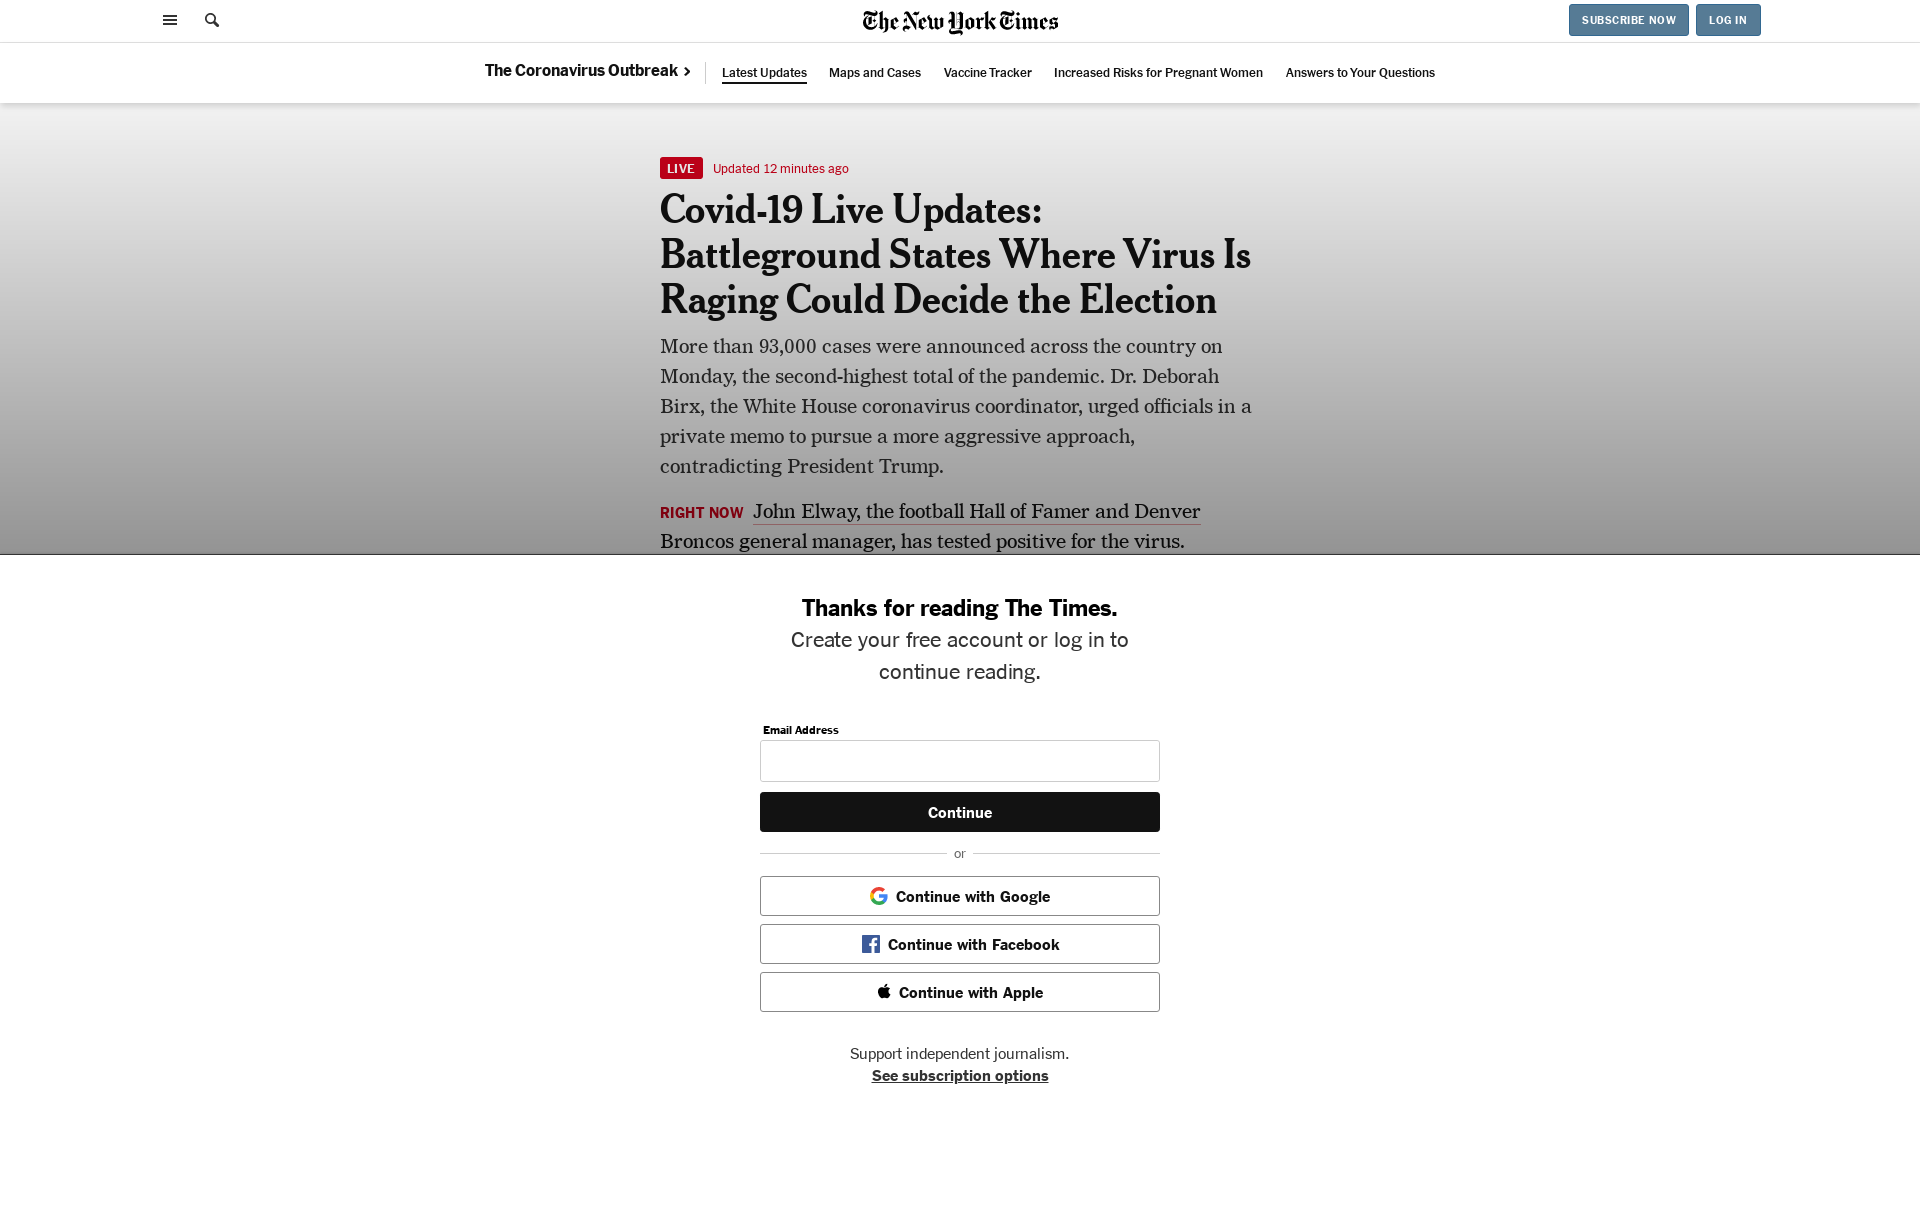 The New York Times
SUBSCRIBE NOW
LOG IN
The Coronavirus Outbreak
Latest Updates
Maps and Cases
Vaccine Tracker
Increased Risks for Pregnant Women
Answers to Your Questions
LIVE Updated 12 minutes ago
Covid-19 Live Updates:
Battleground States Where Virus Is
Raging Could Decide the Election
More than 93,000 cases were announced across the country on
Monday, the second-highest total of the pandemic. Dr. Deborah
Birx, the White House coronavirus coordinator, urged officials in a
private memo to pursue a more aggressive approach,
contradicting President Trump.
RIGHT NOW John Elway, the football Hall of Famer and Denver
Broncos general manager, has tested positive for the virus.
Thanks for reading The Times.
Create your free account or log in to
continue reading.
Email Address
Continue
or
Continue with Google
Continue with Facebook
Continue with Apple
Support independent journalism.
See subscription options